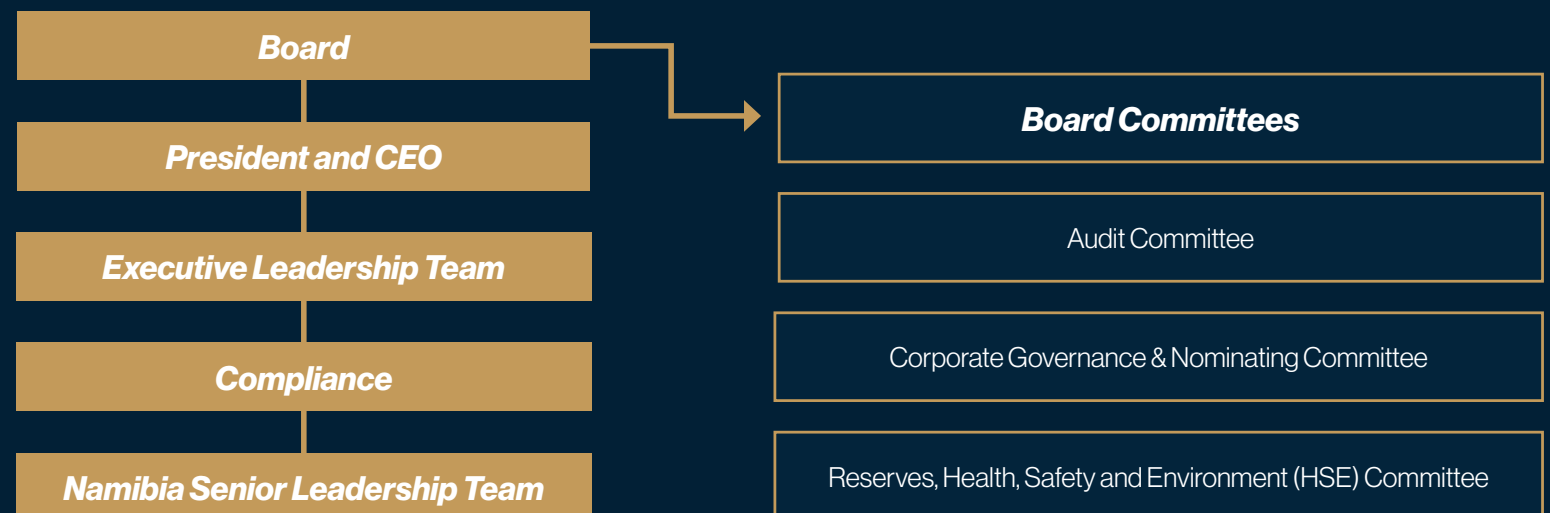 Board
President and CEO
Executive Leadership Team
Compliance
Namibia Senior Leadership Team
Board Committees
Audit Committee
Corporate Governance & Nominating Committee
Reserves, Health, Safety and Environment (HSE) Committee